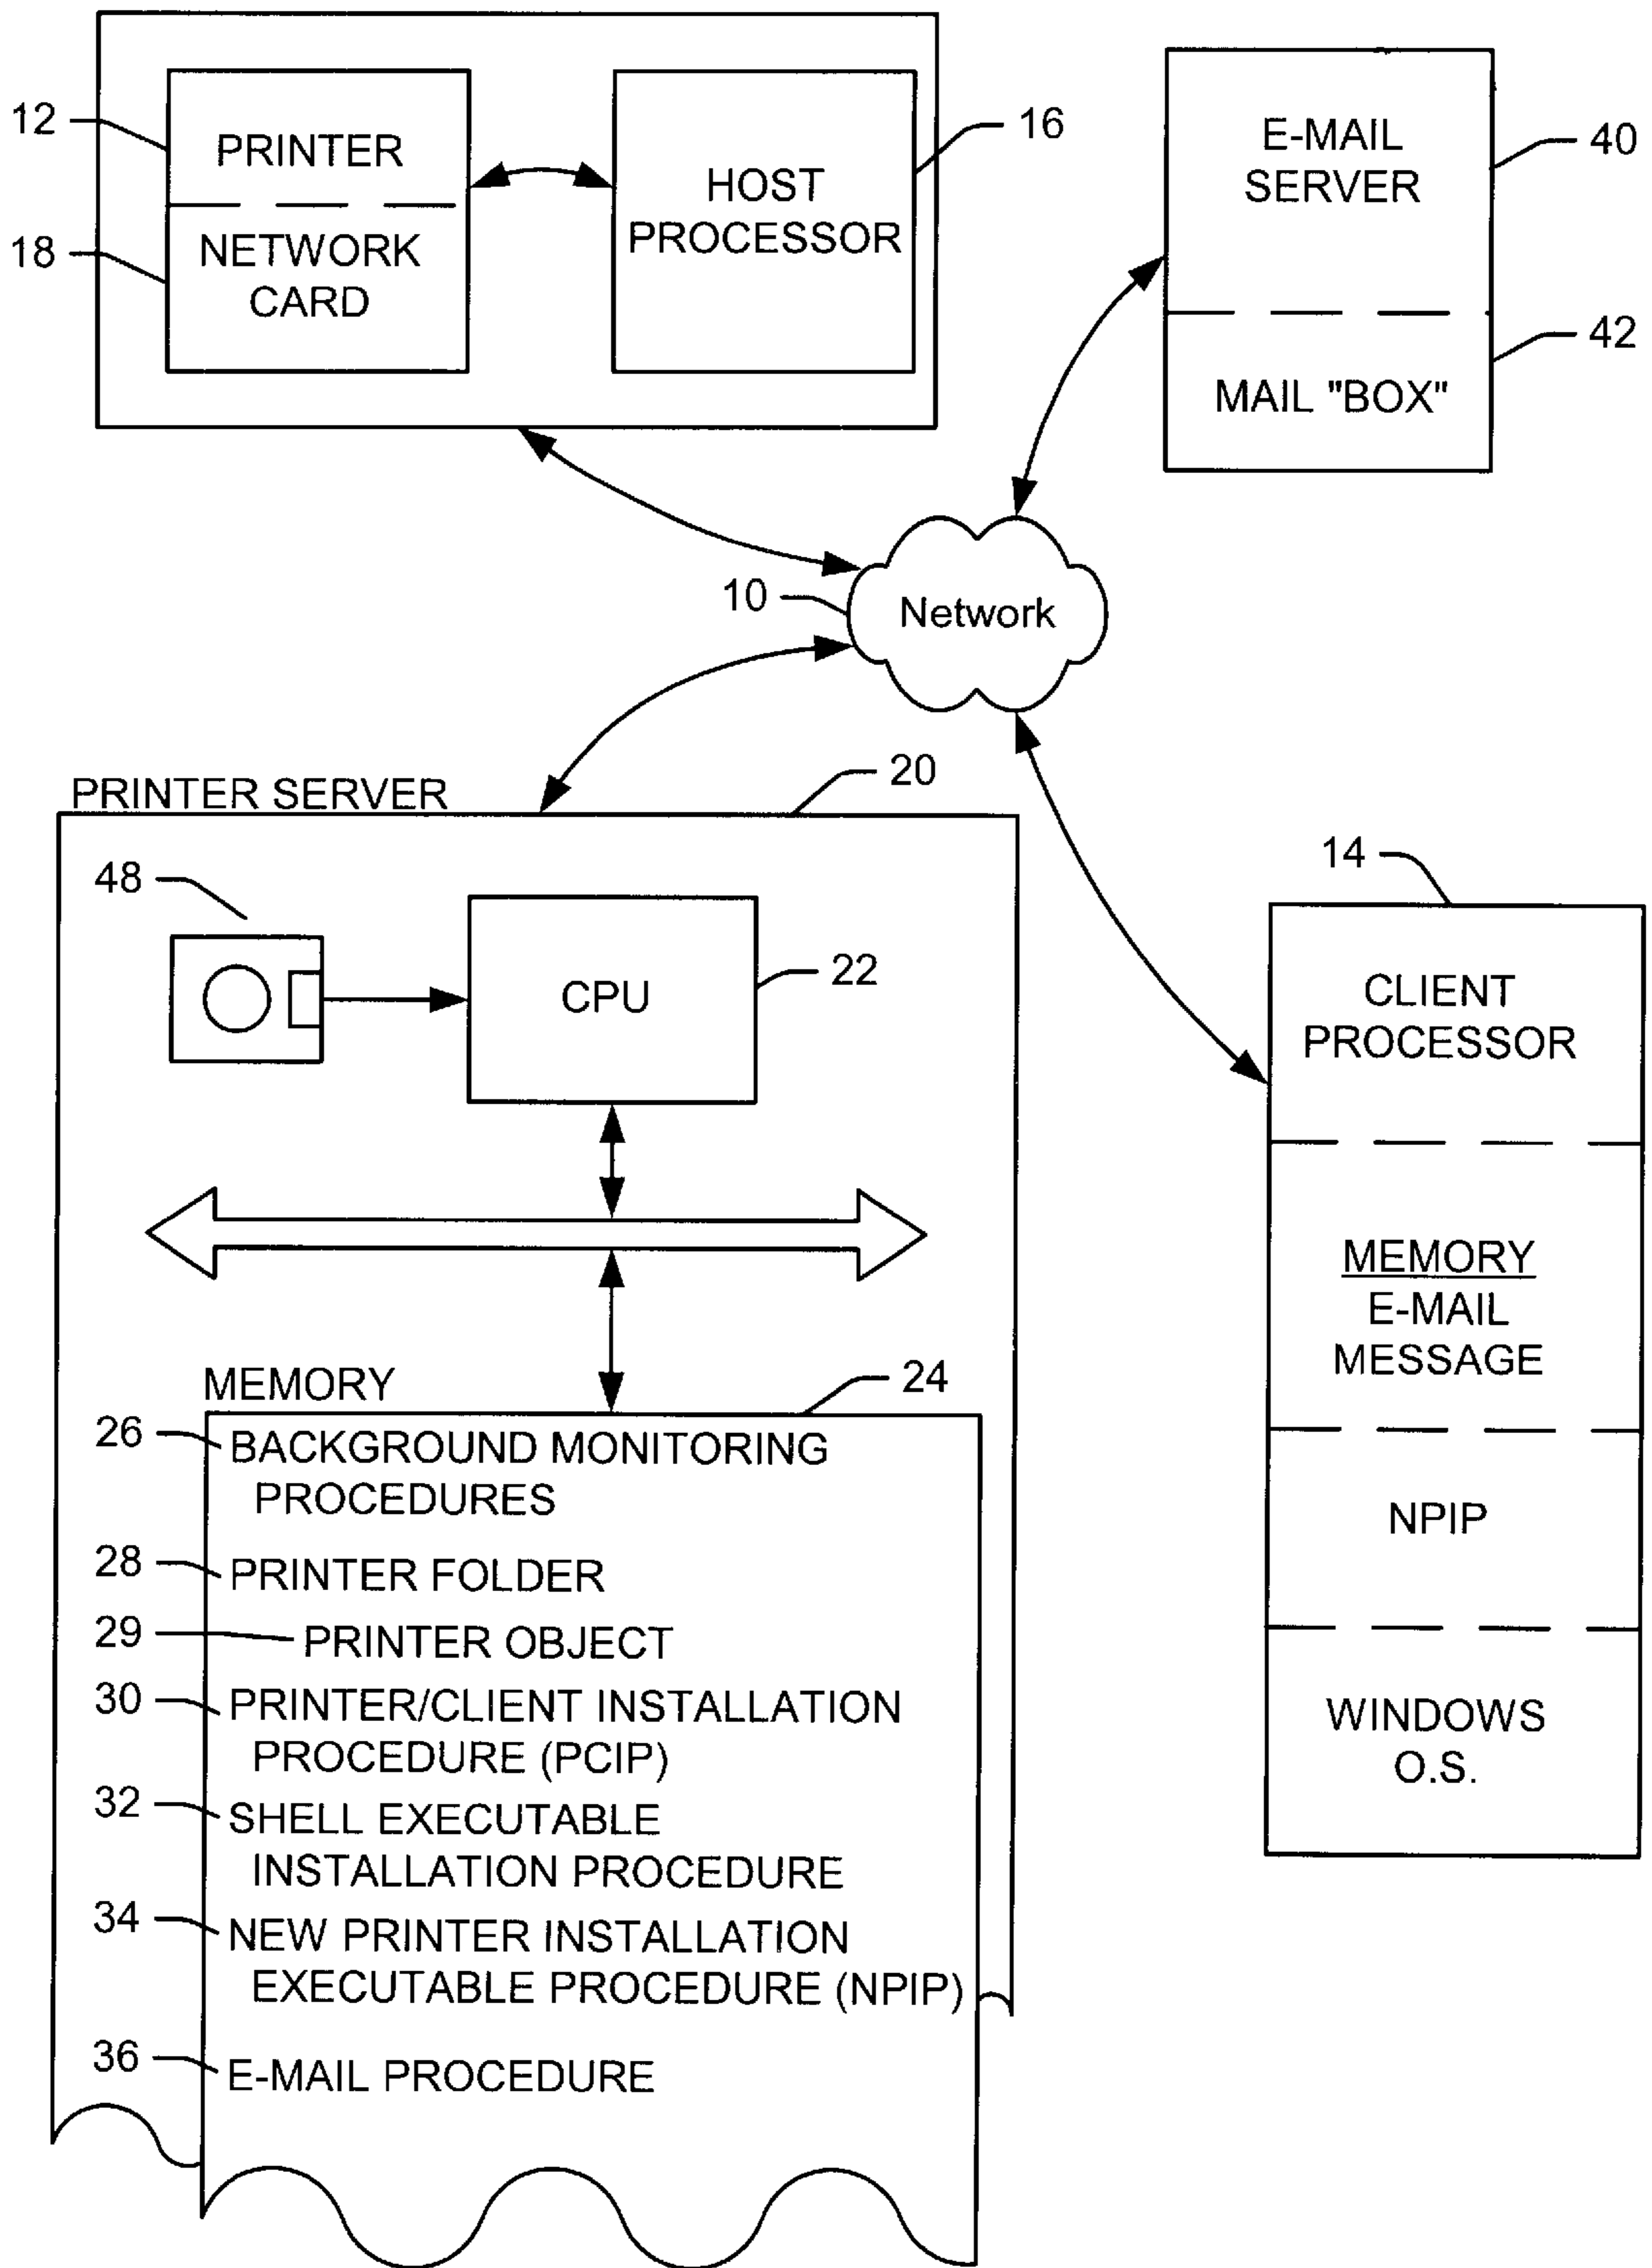 12
PRINTER
18
NETWORK
CARD
HOST
PROCESSOR
16
E-MAIL
SERVER
40
MAIL "BOX"
42
10
Network
PRINTER SERVER
20
48
CPU
22
14
CLIENT
PROCESSOR
MEMORY
E-MAIL
MESSAGE
NPIP
WINDOWS
O.S.
MEMORY
24
26 BACKGROUND MONITORING
PROCEDURES
28 PRINTER FOLDER
29 PRINTER OBJECT
30 PRINTER/CLIENT INSTALLATION
PROCEDURE (PCIP)
32 SHELL EXECUTABLE
INSTALLATION PROCEDURE
34 NEW PRINTER INSTALLATION
EXECUTABLE PROCEDURE (NPIP)
36 E-MAIL PROCEDURE